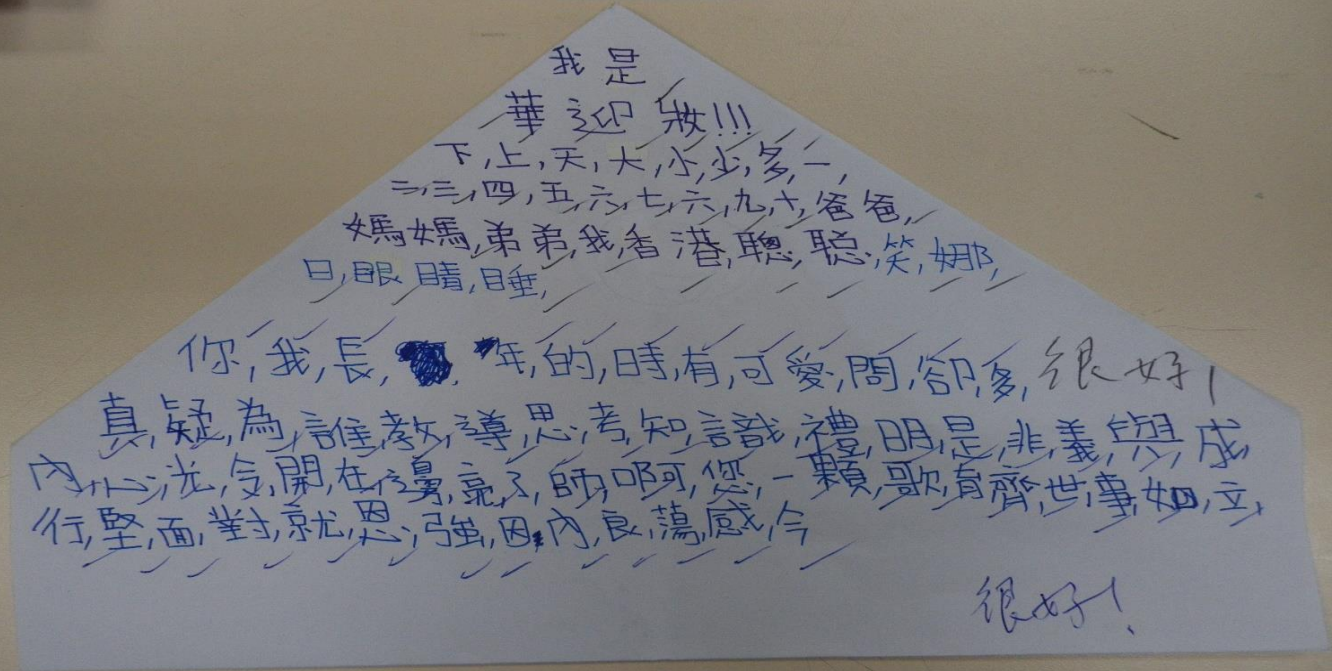 我是
華迎妝!!!
下,上,天,大,小,少,多,一,
二,三,四,五,六,七,六,九,十,爸爸,
媽媽,弟弟,我,香港,聰,聪,笑,娜,
日,眼睛,睡,
你,我,長, 年,的,時,有,可愛,問,卻,多, 很好!
真,疑,為,誰,教,導,思,考,知,識,禮,明,是,非,義,與,成,
內,心,光,令,開,在,邊,亮,了,師,啊,您,一顆,歌,有,齊,世,事,如,立,
行,堅,面,對,就,恩,強,因,內,良,蕩,感,今
很好!